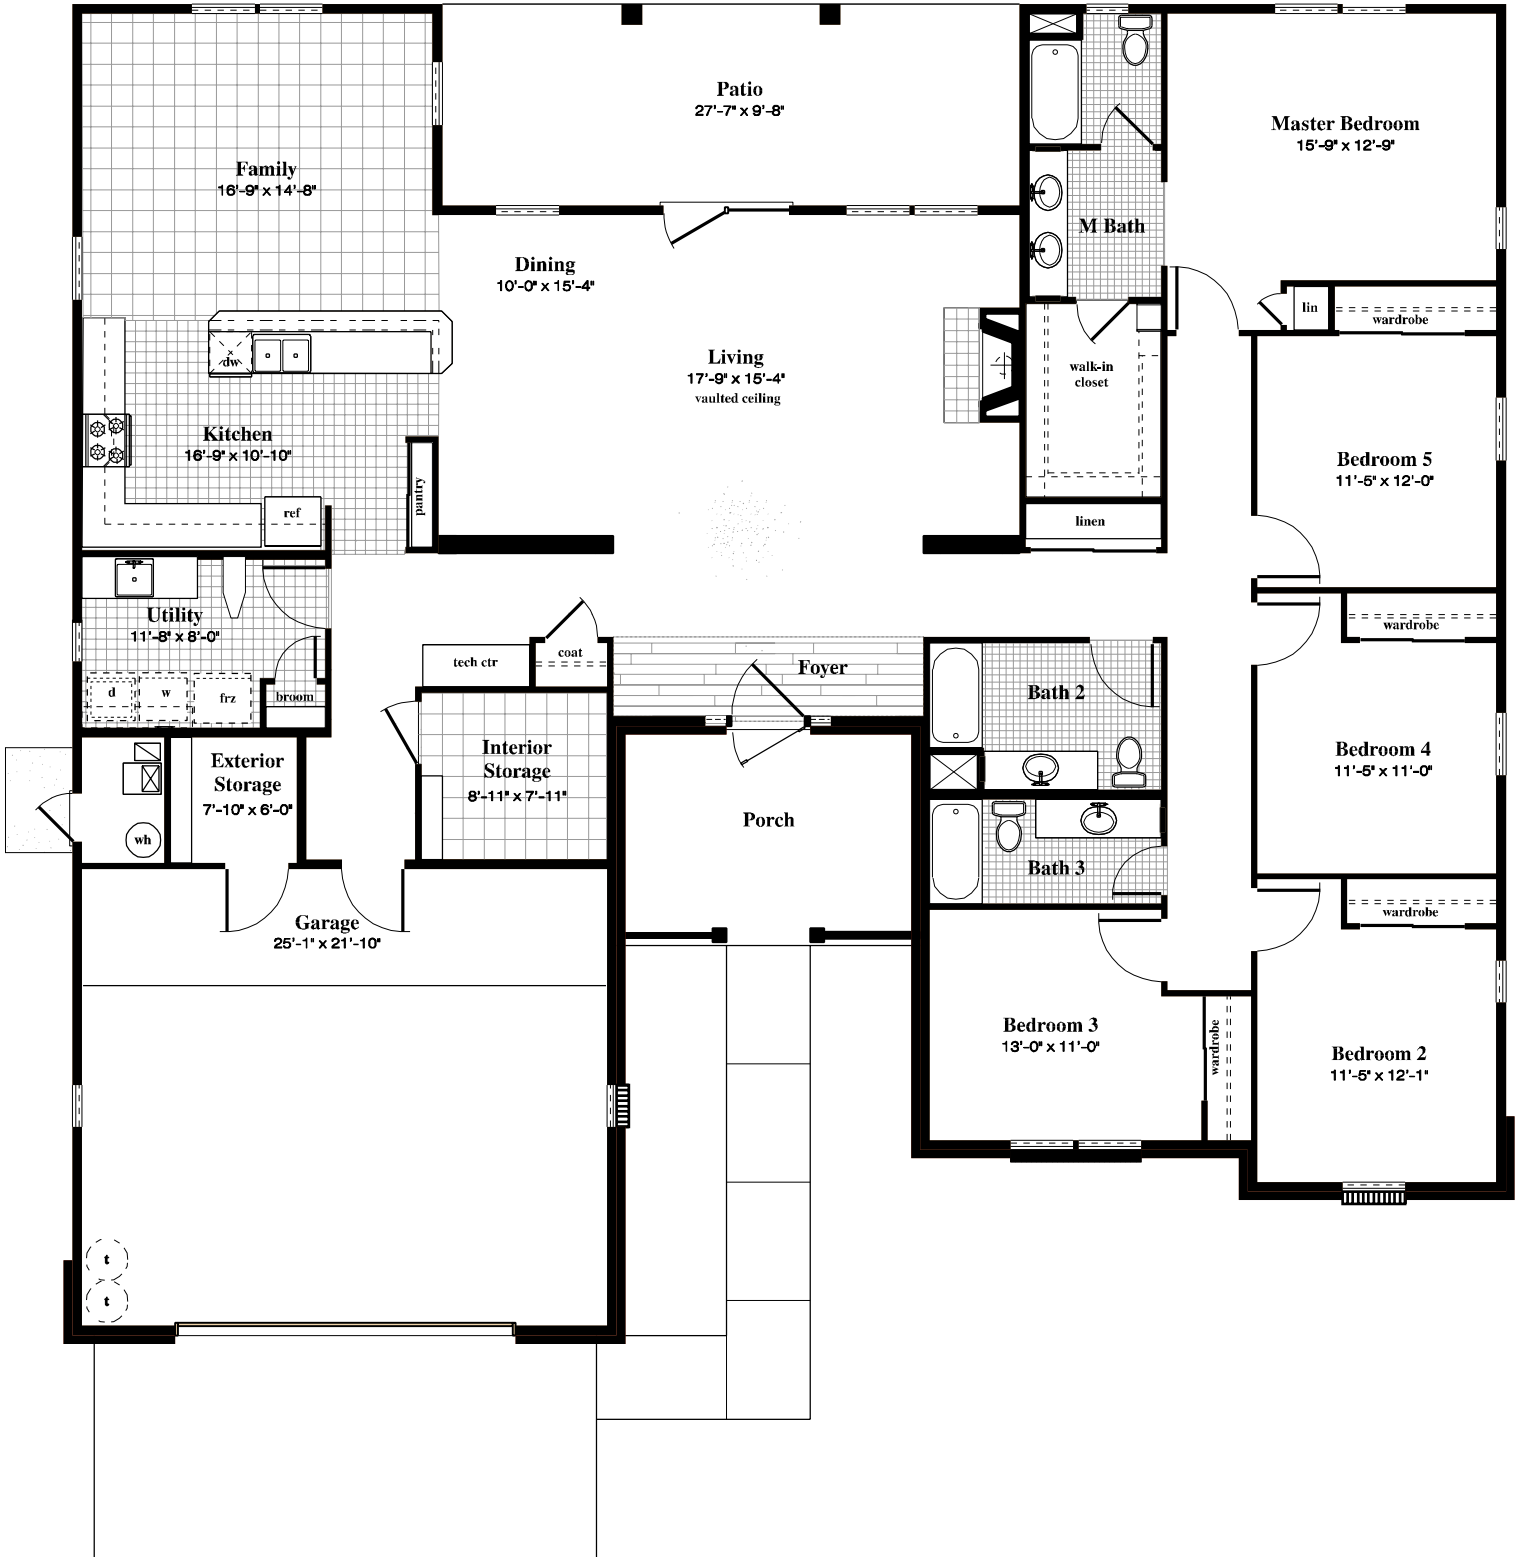 Patio
27'-7" x 9'-8"
Master Bedroom
15'-9" x 12'-9"
Family
16'-9" x 14'-8"
M Bath
Dining
10'-0" x 15'-4"
lin
wardrobe
dw
Living
17'-9" x 15'-4"
vaulted ceiling
walk-in
closet
Kitchen
16'-9" x 10'-10"
Bedroom 5
11'-5" x 12'-0"
pantry
ref
linen
Utility
11'-8" x 8'-0"
wardrobe
tech ctr
coat
Foyer
d
w
frz
broom
Bath 2
Interior
Storage
8'-11" x 7'-11"
Exterior
Storage
7'-10" x 6'-0"
Bedroom 4
11'-5" x 11'-0"
wh
Porch
Bath 3
Garage
25'-1" x 21'-10"
wardrobe
Bedroom 3
13'-0" x 11'-0"
wardrobe
Bedroom 2
11'-5" x 12'-1"
t
t